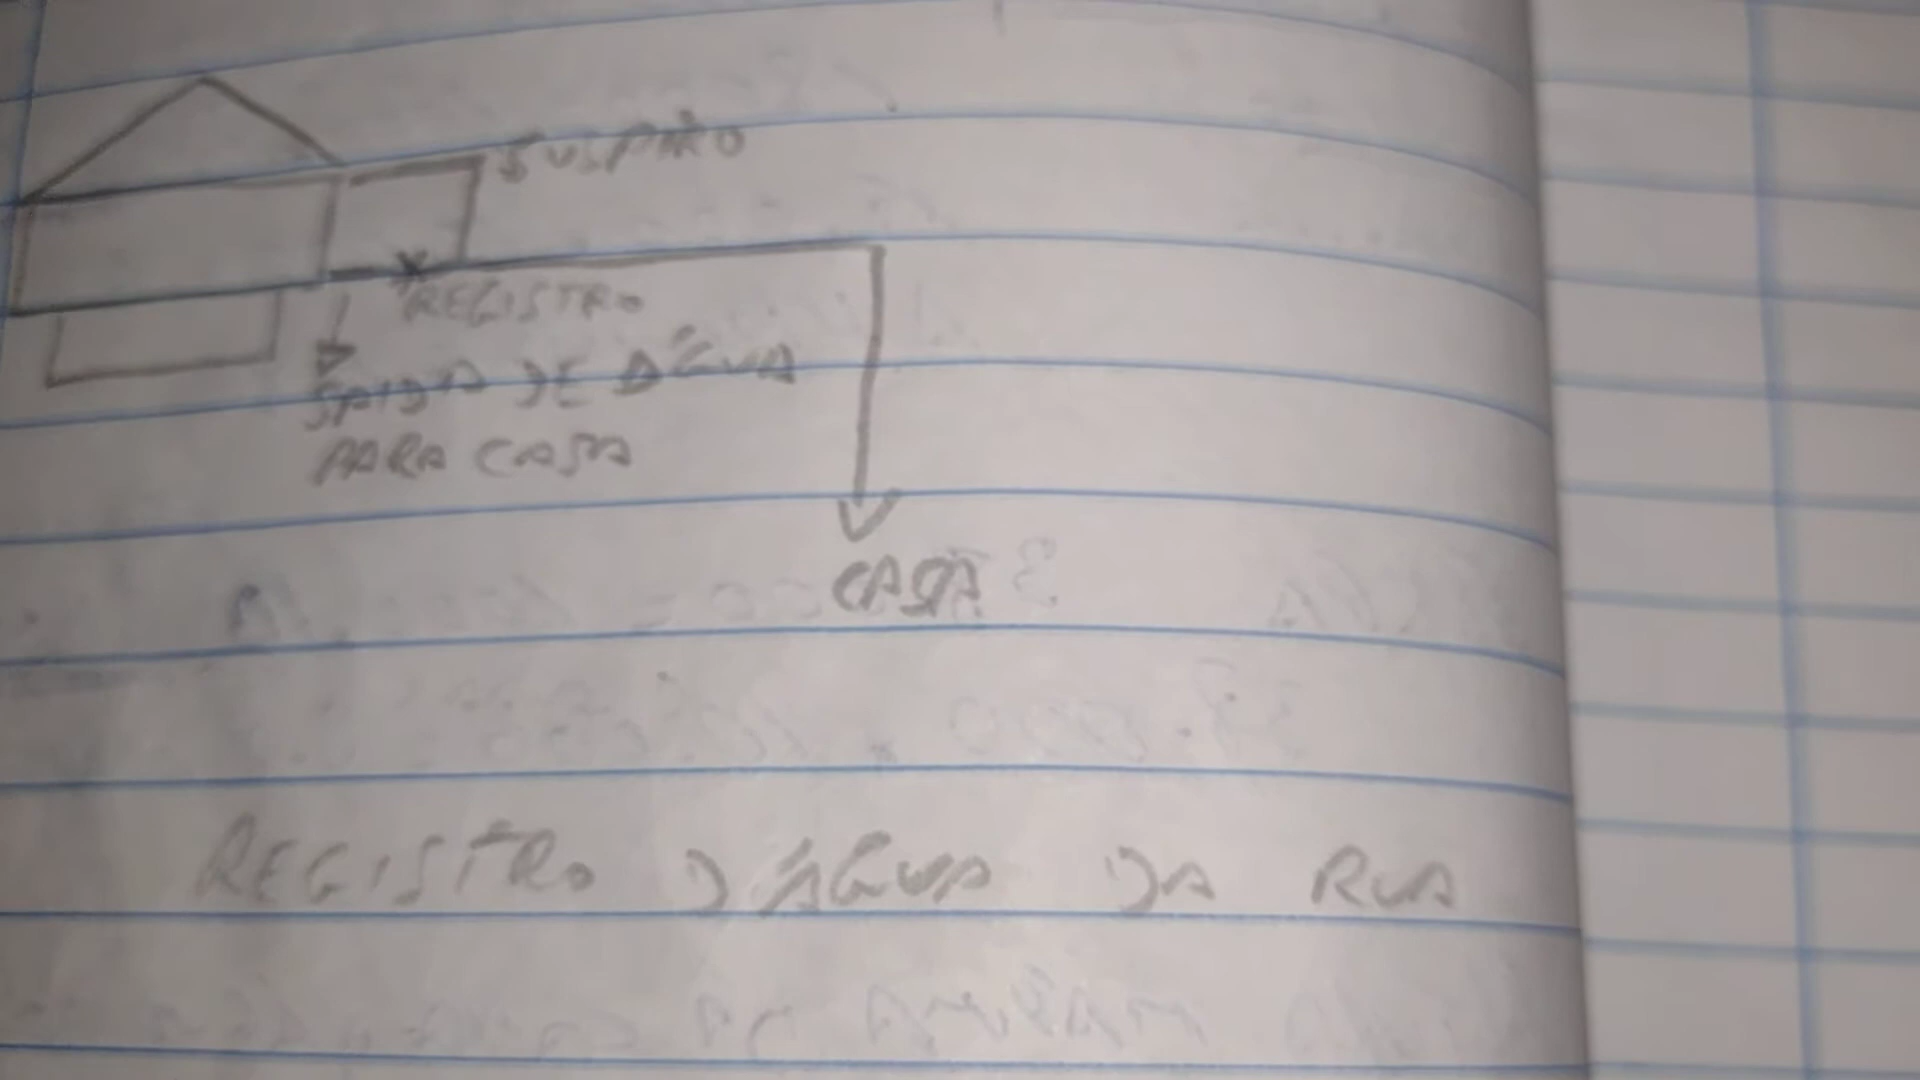 SUSPIRO
REGISTRO
SAIDA DE ÁGUA
PARA CASA
CASA
REGISTRO D'ÁGUA DA RUA